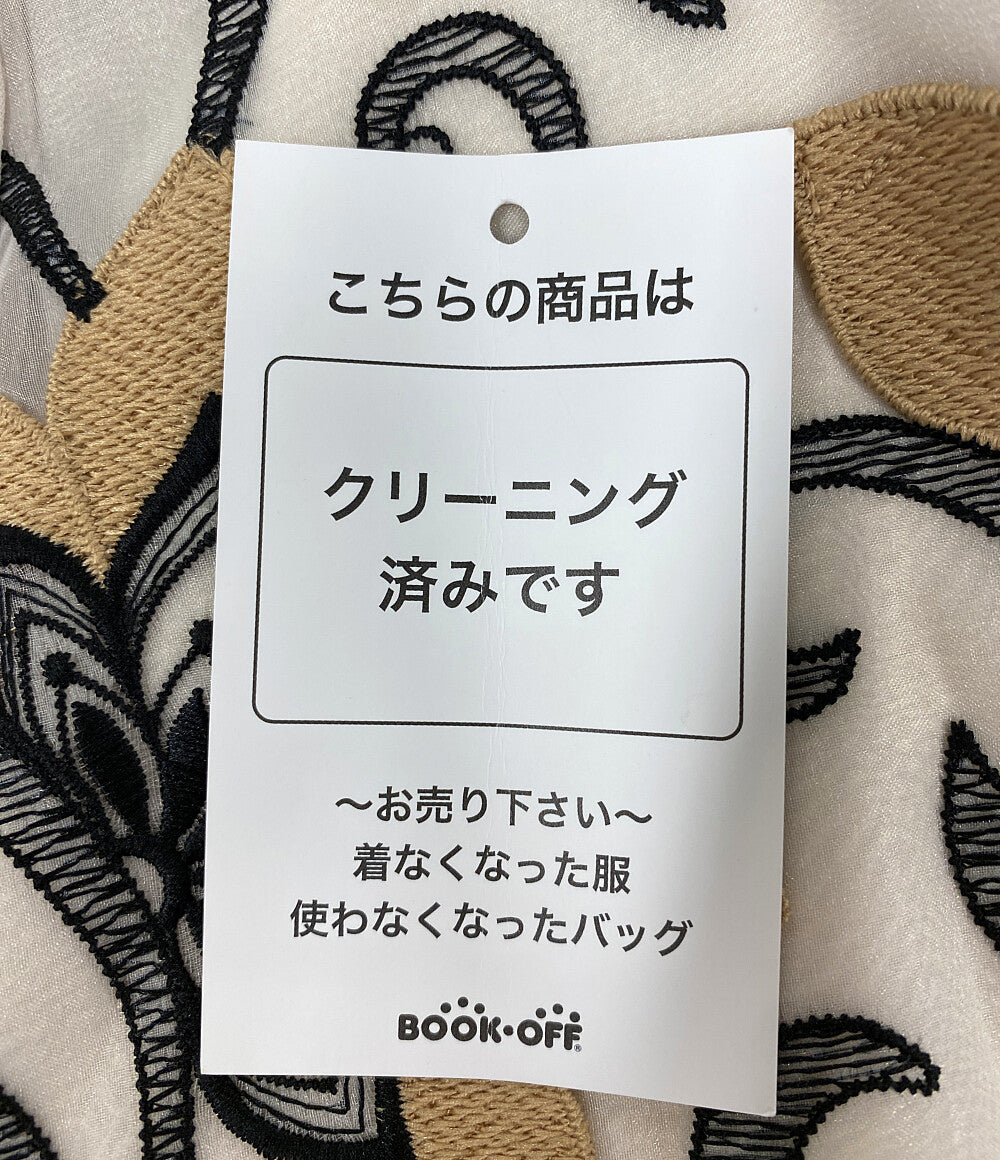 こちらの商品は
クリーニング
済みです
～お売り下さい～
着なくなった服
使わなくなったバッグ
BOOK・OFF®